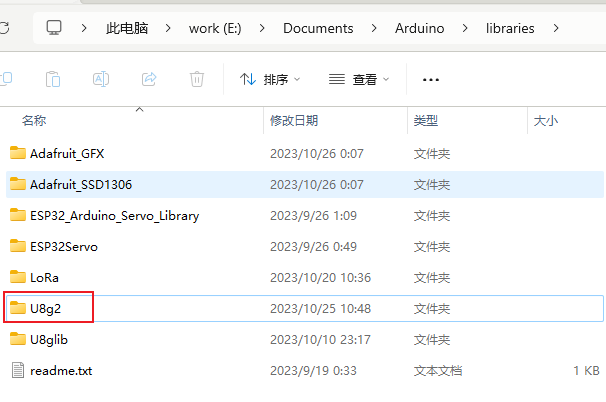 此电脑 > work (E:) > Documents > Arduino > libraries >
排序 查看 ...
名称 修改日期 类型 大小
Adafruit_GFX 2023/10/26 0:07 文件夹
Adafruit_SSD1306 2023/10/26 0:07 文件夹
ESP32_Arduino_Servo_Library 2023/9/26 1:09 文件夹
ESP32Servo 2023/9/26 0:49 文件夹
LoRa 2023/10/20 10:36 文件夹
U8g2 2023/10/25 10:48 文件夹
U8glib 2023/10/10 23:17 文件夹
readme.txt 2023/9/19 0:33 文本文档 1 KB